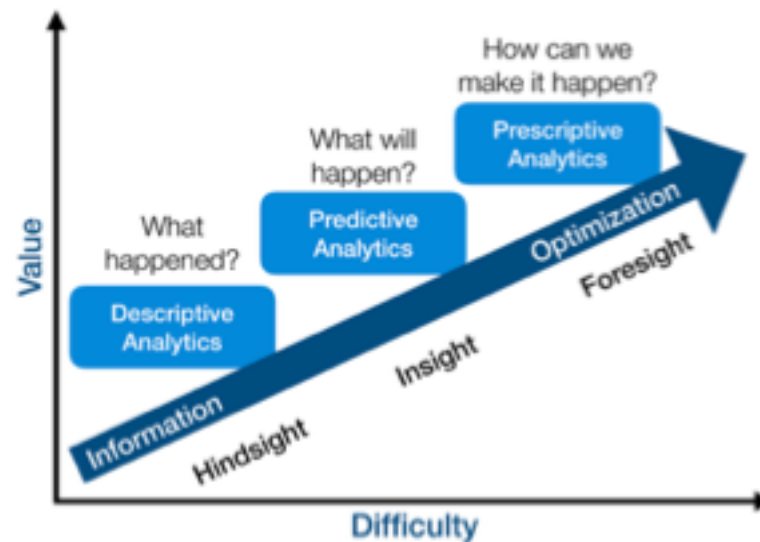 How can we
make it happen?
Prescriptive
Analytics
What will
happen?
Predictive
Analytics
What
happened?
Descriptive
Analytics
Value
Information
Optimization
Hindsight
Insight
Foresight
Difficulty